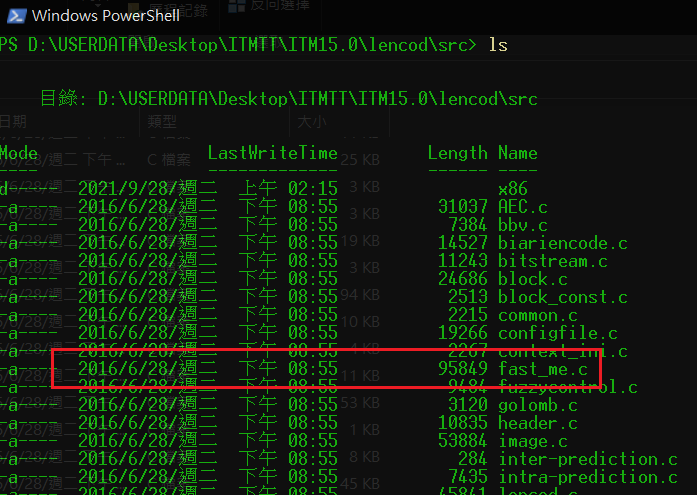 Windows PowerShell
PS D:\USERDATA\Desktop\ITMTT\ITM15.0\lencod\src> ls
目錄: D:\USERDATA\Desktop\ITMTT\ITM15.0\lencod\src
日期 類型 大小
Mode LastWriteTime Length Name
---- ------------- ------ ----
d----- 2021/9/28/週二 上午 02:15 x86
-a---- 2016/6/28/週二 下午 08:55 31037 AEC.c
-a---- 2016/6/28/週二 下午 08:55 7384 bbv.c
-a---- 2016/6/28/週二 下午 08:55 14527 biariencode.c
-a---- 2016/6/28/週二 下午 08:55 11243 bitstream.c
-a---- 2016/6/28/週二 下午 08:55 24686 block.c
-a---- 2016/6/28/週二 下午 08:55 2513 block_const.c
-a---- 2016/6/28/週二 下午 08:55 2215 common.c
-a---- 2016/6/28/週二 下午 08:55 19266 configfile.c
-a---- 2016/6/28/週二 下午 08:55 2267 context_ini.c
-a---- 2016/6/28/週二 下午 08:55 95849 fast_me.c
-a---- 2016/6/28/週二 下午 08:55 9484 fuzzycontrol.c
-a---- 2016/6/28/週二 下午 08:55 3120 golomb.c
-a---- 2016/6/28/週二 下午 08:55 10835 header.c
-a---- 2016/6/28/週二 下午 08:55 53884 image.c
-a---- 2016/6/28/週二 下午 08:55 284 inter-prediction.c
-a---- 2016/6/28/週二 下午 08:55 7435 intra-prediction.c
-a---- 2016/6/28/週二 下午 08:55 45841 lencod.c